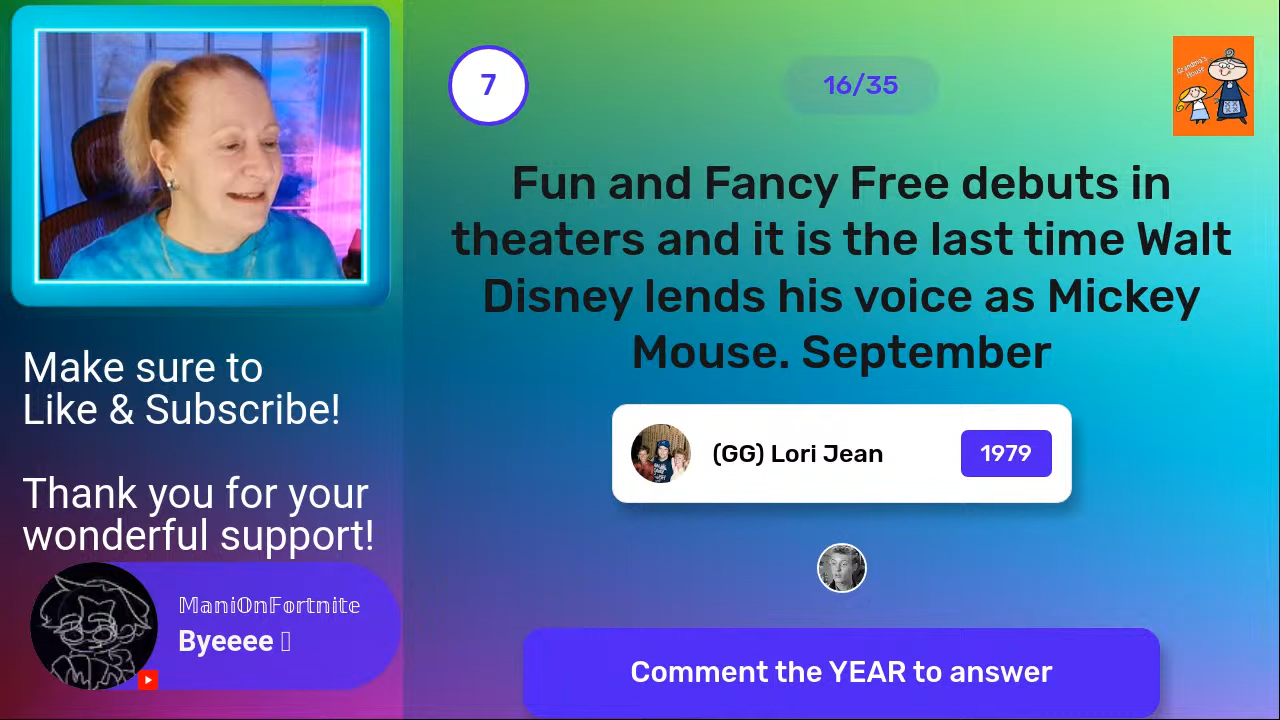 7
16/35
Grandma's
House
Fun and Fancy Free debuts in
theaters and it is the last time Walt
Disney lends his voice as Mickey
Mouse. September
(GG) Lori Jean
1979
Comment the YEAR to answer
Make sure to
Like & Subscribe!
Thank you for your
wonderful support!
𝕄𝕒𝕟𝕚𝕆𝕟𝔽𝕠𝕣𝕥𝕟𝕚𝕥𝕖
Byeeee